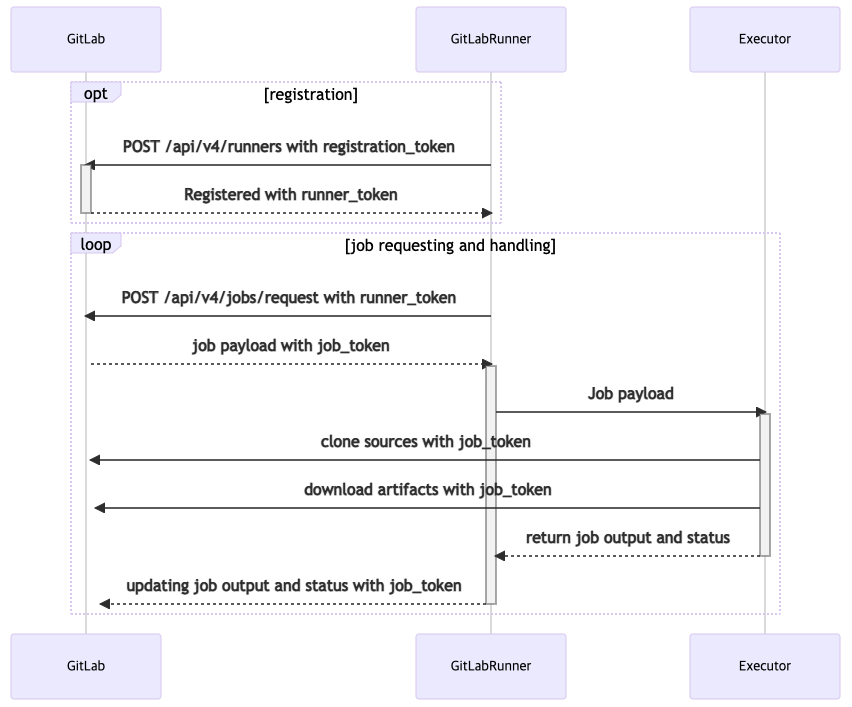 GitLab
GitLabRunner
Executor
opt
[registration]
POST /api/v4/runners with registration_token
Registered with runner_token
loop
[job requesting and handling]
POST /api/v4/jobs/request with runner_token
job payload with job_token
Job payload
clone sources with job_token
download artifacts with job_token
return job output and status
updating job output and status with job_token
GitLab
GitLabRunner
Executor